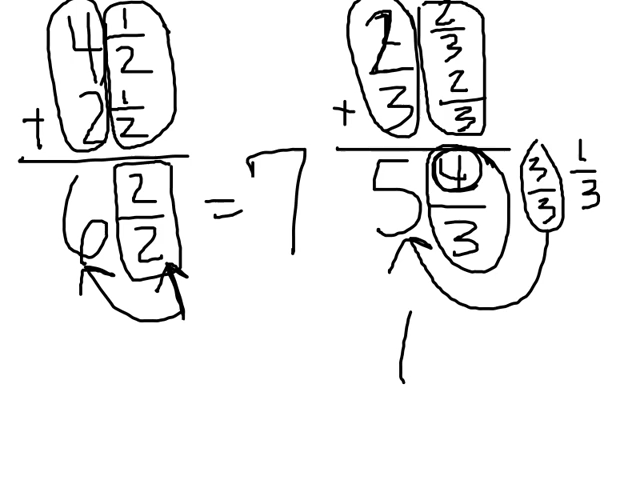 4 1/2
+ 2 1/2
6 2/2 = 7
2 2/3
+ 3 2/3
5 4/3 3/3 1/3
1